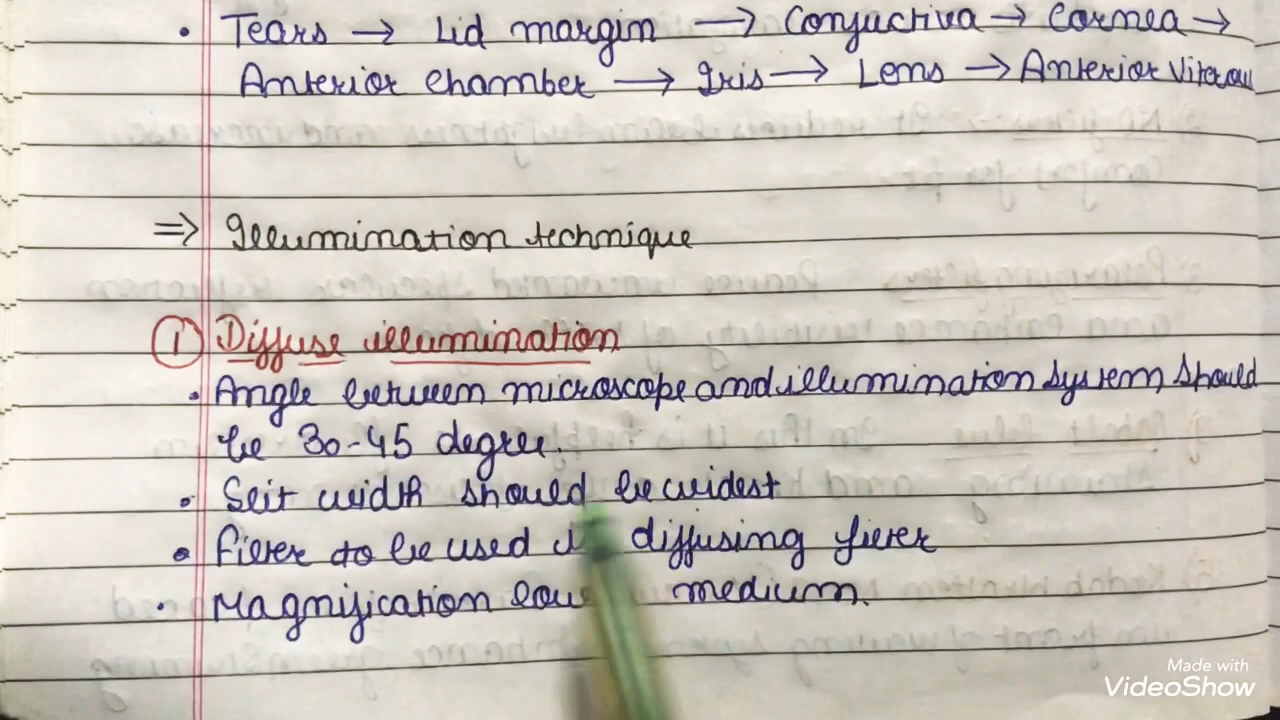 • Tears → Lid margin → Conjuctiva → Cornea →
Anterior chamber → Iris → Lens → Anterior Vitrou
⇒ Illumination technique
① Diffuse illumination
• Angle between microscope and illumination system should
be 30-45 degree.
• Slit width should be widest
• filter to be used diffusing filter
• Magnification low medium.
Made with
VideoShow